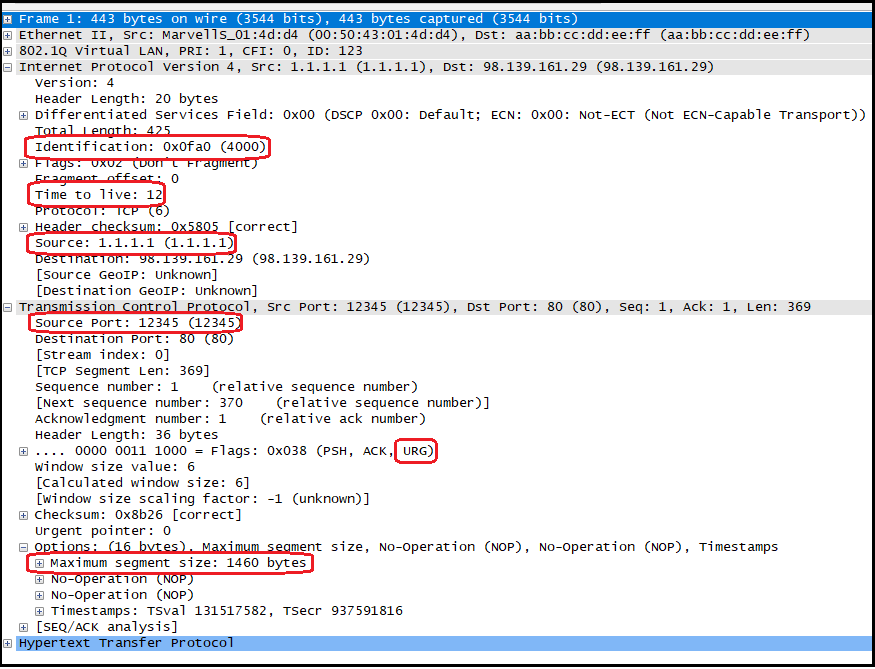 Frame 1: 443 bytes on wire (3544 bits), 443 bytes captured (3544 bits)
Ethernet II, Src: MarvellS_01:4d:d4 (00:50:43:01:4d:d4), Dst: aa:bb:cc:dd:ee:ff (aa:bb:cc:dd:ee:ff)
802.1Q Virtual LAN, PRI: 1, CFI: 0, ID: 123
Internet Protocol Version 4, Src: 1.1.1.1 (1.1.1.1), Dst: 98.139.161.29 (98.139.161.29)
Version: 4
Header Length: 20 bytes
Differentiated Services Field: 0x00 (DSCP 0x00: Default; ECN: 0x00: Not-ECT (Not ECN-Capable Transport))
Total Length: 425
Identification: 0x0fa0 (4000)
Flags: 0x02 (Don't Fragment)
Fragment offset: 0
Time to live: 12
Protocol: TCP (6)
Header checksum: 0x5805 [correct]
Source: 1.1.1.1 (1.1.1.1)
Destination: 98.139.161.29 (98.139.161.29)
[Source GeoIP: Unknown]
[Destination GeoIP: Unknown]
Transmission Control Protocol, Src Port: 12345 (12345), Dst Port: 80 (80), Seq: 1, Ack: 1, Len: 369
Source Port: 12345 (12345)
Destination Port: 80 (80)
[Stream index: 0]
[TCP Segment Len: 369]
Sequence number: 1    (relative sequence number)
[Next sequence number: 370    (relative sequence number)]
Acknowledgment number: 1    (relative ack number)
Header Length: 36 bytes
.... 0000 0011 1000 = Flags: 0x038 (PSH, ACK, URG)
Window size value: 6
[Calculated window size: 6]
[Window size scaling factor: -1 (unknown)]
Checksum: 0x8b26 [correct]
Urgent pointer: 0
Options: (16 bytes), Maximum segment size, No-Operation (NOP), No-Operation (NOP), Timestamps
Maximum segment size: 1460 bytes
No-Operation (NOP)
No-Operation (NOP)
Timestamps: TSval 131517582, TSecr 937591816
[SEQ/ACK analysis]
Hypertext Transfer Protocol